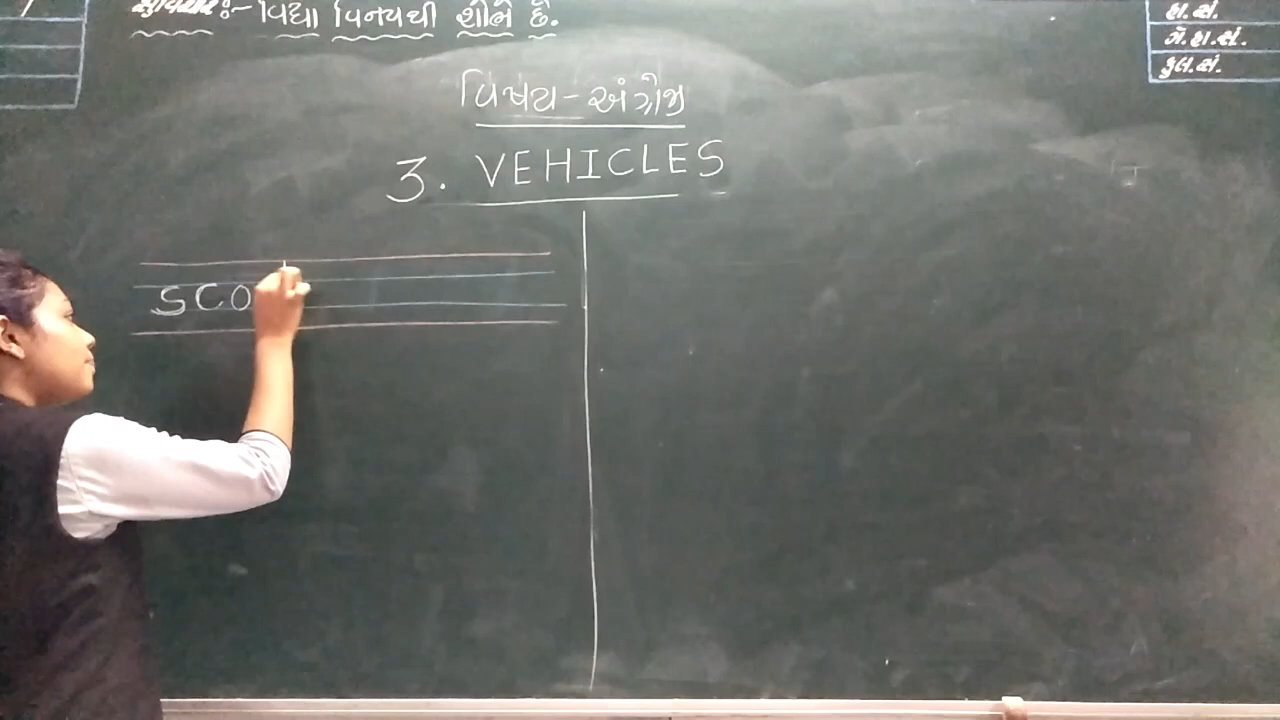 સુવિચાર :- વિદ્યા વિનયથી શોભે છે.
હા. સં.
ગે. હા. સં.
કુલ. સં.
વિષય - અંગ્રેજી
3. VEHICLES
SCO